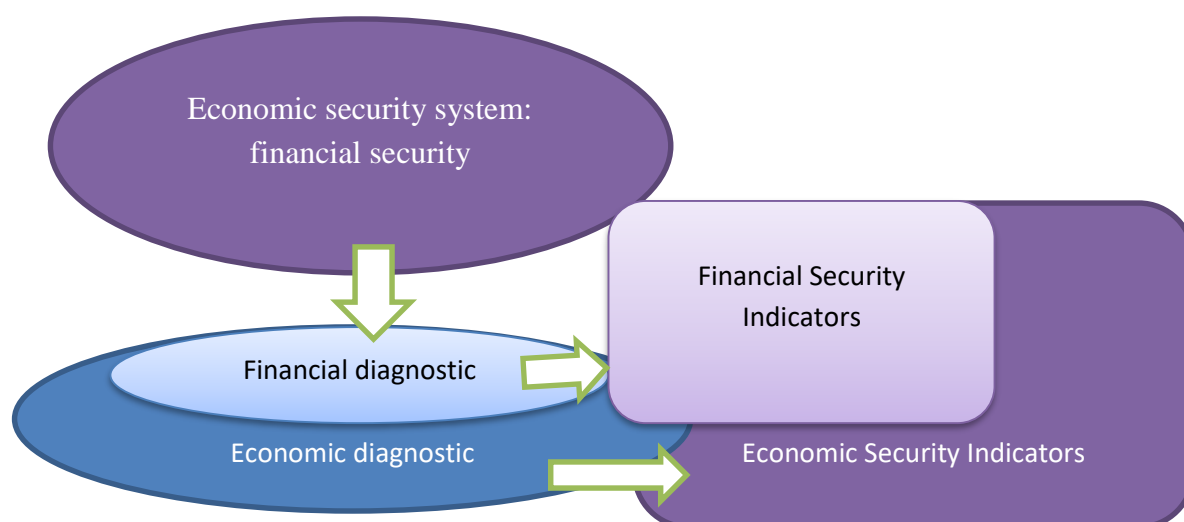 Economic security system:
financial security
Financial Security
Indicators
Financial diagnostic
Economic diagnostic
Economic Security Indicators